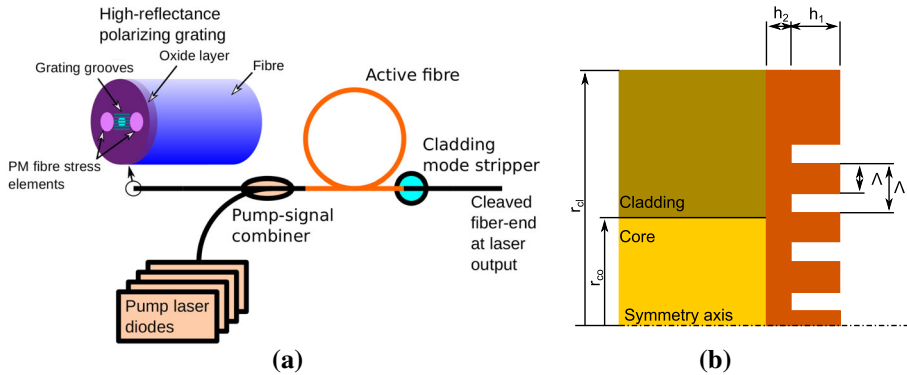 High-reflectance
polarizing grating
Oxide layer
Grating grooves
Fibre
PM fibre stress
elements
Active fibre
Cladding
mode stripper
Pump-signal
combiner
Cleaved
fiber-end
at laser
output
Pump laser
diodes
(a)
h2 h1
rcl
Cladding
Core
rco
Symmetry axis
Λ
Λ
(b)